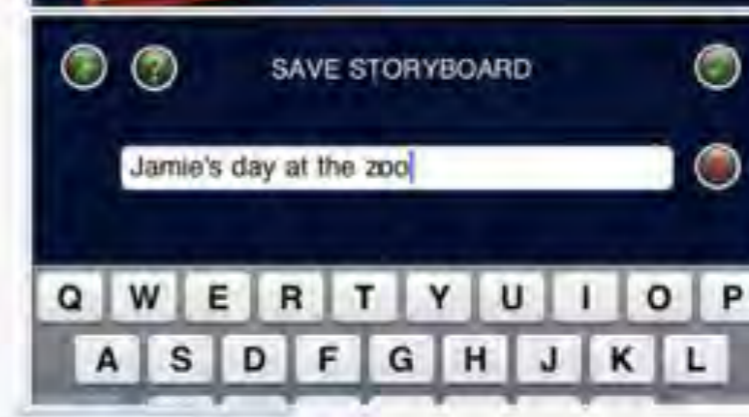 ?
SAVE STORYBOARD
Jamie's day at the zoo
Q W E R T Y U I O P
A S D F G H J K L